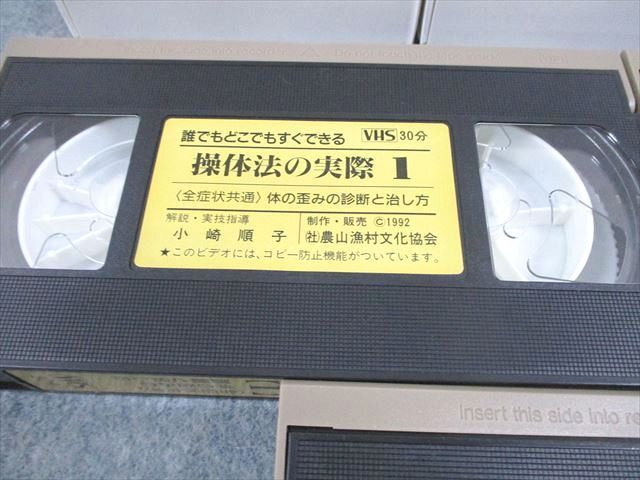 誰でもどこでもすぐできる VHS 30分
操体法の実際 1
〈全症状共通〉体の歪みの診断と治し方
解説・実技指導
小崎順子
制作・販売 ©1992
㈳農山漁村文化協会
★このビデオには、コピー防止機能がついています。
Insert this side into re